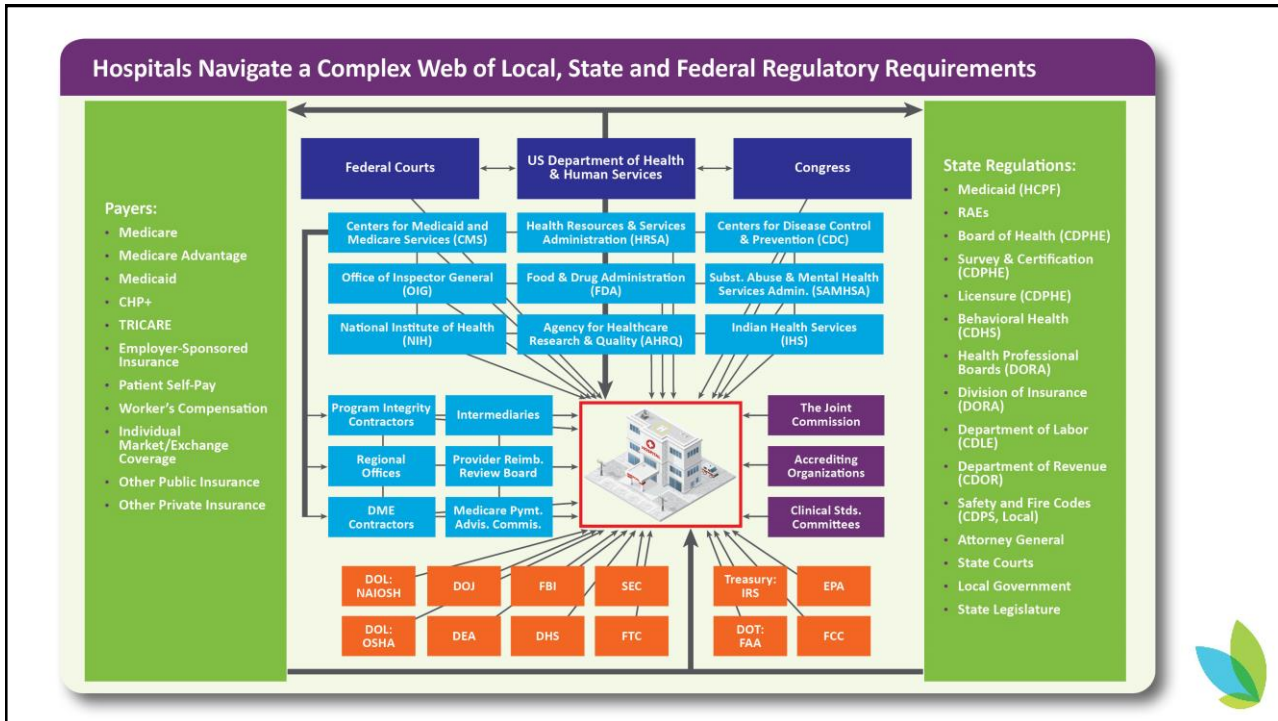 Hospitals Navigate a Complex Web of Local, State and Federal Regulatory Requirements
Payers:
• Medicare
• Medicare Advantage
• Medicaid
• CHP+
• TRICARE
• Employer-Sponsored
Insurance
• Patient Self-Pay
• Worker's Compensation
• Individual
Market/Exchange
Coverage
• Other Public Insurance
• Other Private Insurance
Federal Courts
US Department of Health
& Human Services
Congress
Centers for Medicaid and
Medicare Services (CMS)
Health Resources & Services
Administration (HRSA)
Centers for Disease Control
& Prevention (CDC)
Office of Inspector General
(OIG)
Food & Drug Administration
(FDA)
Subst. Abuse & Mental Health
Services Admin. (SAMHSA)
National Institute of Health
(NIH)
Agency for Healthcare
Research & Quality (AHRQ)
Indian Health Services
(IHS)
Program Integrity
Contractors
Intermediaries
Regional
Offices
Provider Reimb.
Review Board
DME
Contractors
Medicare Pymt.
Advis. Commis.
HOSPITAL
The Joint
Commission
Accrediting
Organizations
Clinical Stds.
Committees
DOL:
NAIOSH
DOJ
FBI
SEC
Treasury:
IRS
EPA
DOL:
OSHA
DEA
DHS
FTC
DOT:
FAA
FCC
State Regulations:
• Medicaid (HCPF)
• RAEs
• Board of Health (CDPHE)
• Survey & Certification
(CDPHE)
• Licensure (CDPHE)
• Behavioral Health
(CDHS)
• Health Professional
Boards (DORA)
• Division of Insurance
(DORA)
• Department of Labor
(CDLE)
• Department of Revenue
(CDOR)
• Safety and Fire Codes
(CDPS, Local)
• Attorney General
• State Courts
• Local Government
• State Legislature